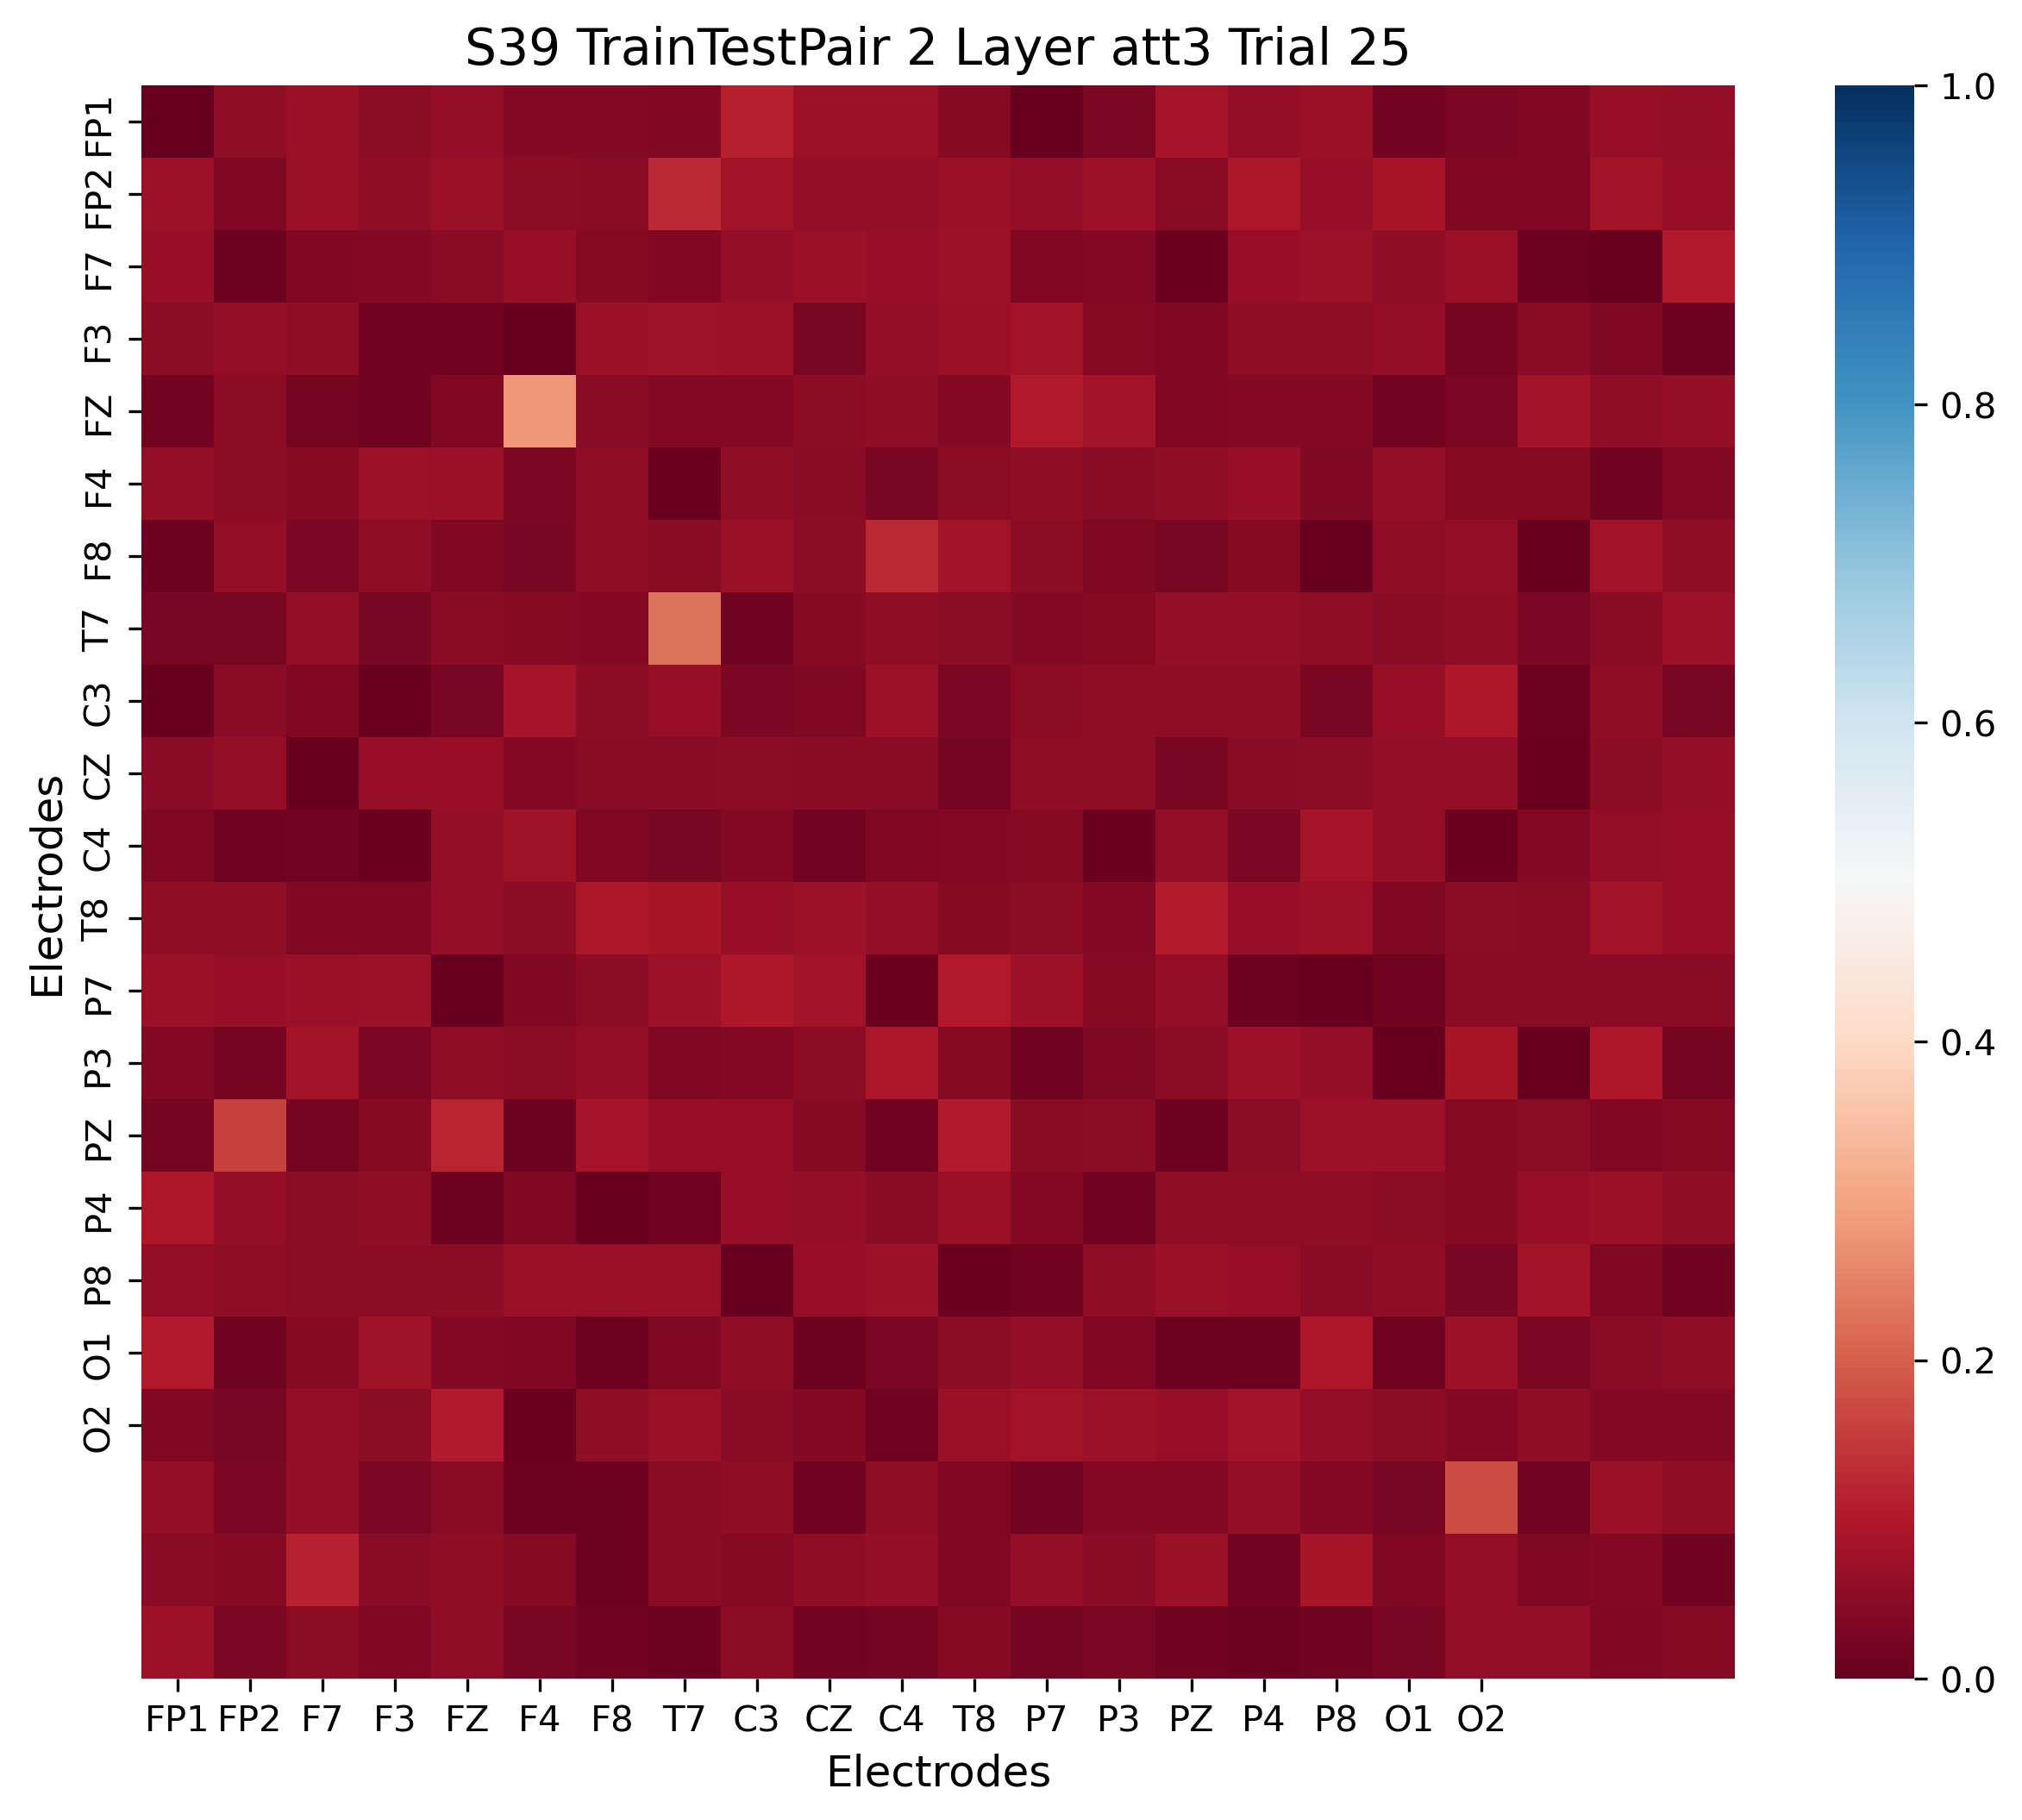 S39 TrainTestPair 2 Layer att3 Trial 25
Electrodes
FP1
FP2
F7
F3
FZ
F4
F8
T7
C3
CZ
C4
T8
P7
P3
PZ
P4
P8
O1
O2
FP1 FP2 F7 F3 FZ F4 F8 T7 C3 CZ C4 T8 P7 P3 PZ P4 P8 O1 O2
Electrodes
1.0
0.8
0.6
0.4
0.2
0.0